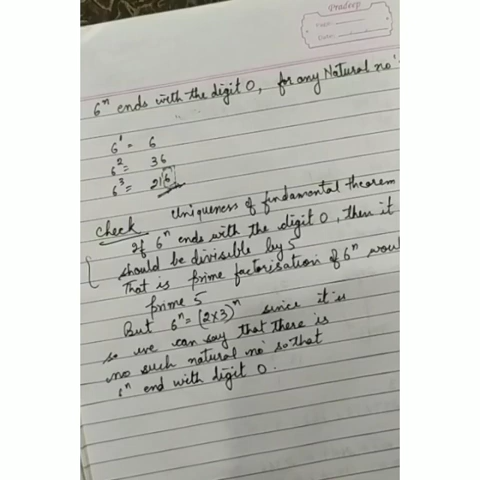 Pradeep
Page:
Date:
6ⁿ ends with the digit 0, for any Natural no'
6¹ = 6
6² = 36
6³ = 216
check Uniqueness of fundamental theorem
If 6ⁿ ends with the digit 0, then it
should be divisible by 5
That is prime factorisation of 6ⁿ woul
prime 5
But 6ⁿ = (2×3)ⁿ since it is
so we can say that there is
no such natural no' so that
6ⁿ end with digit 0.